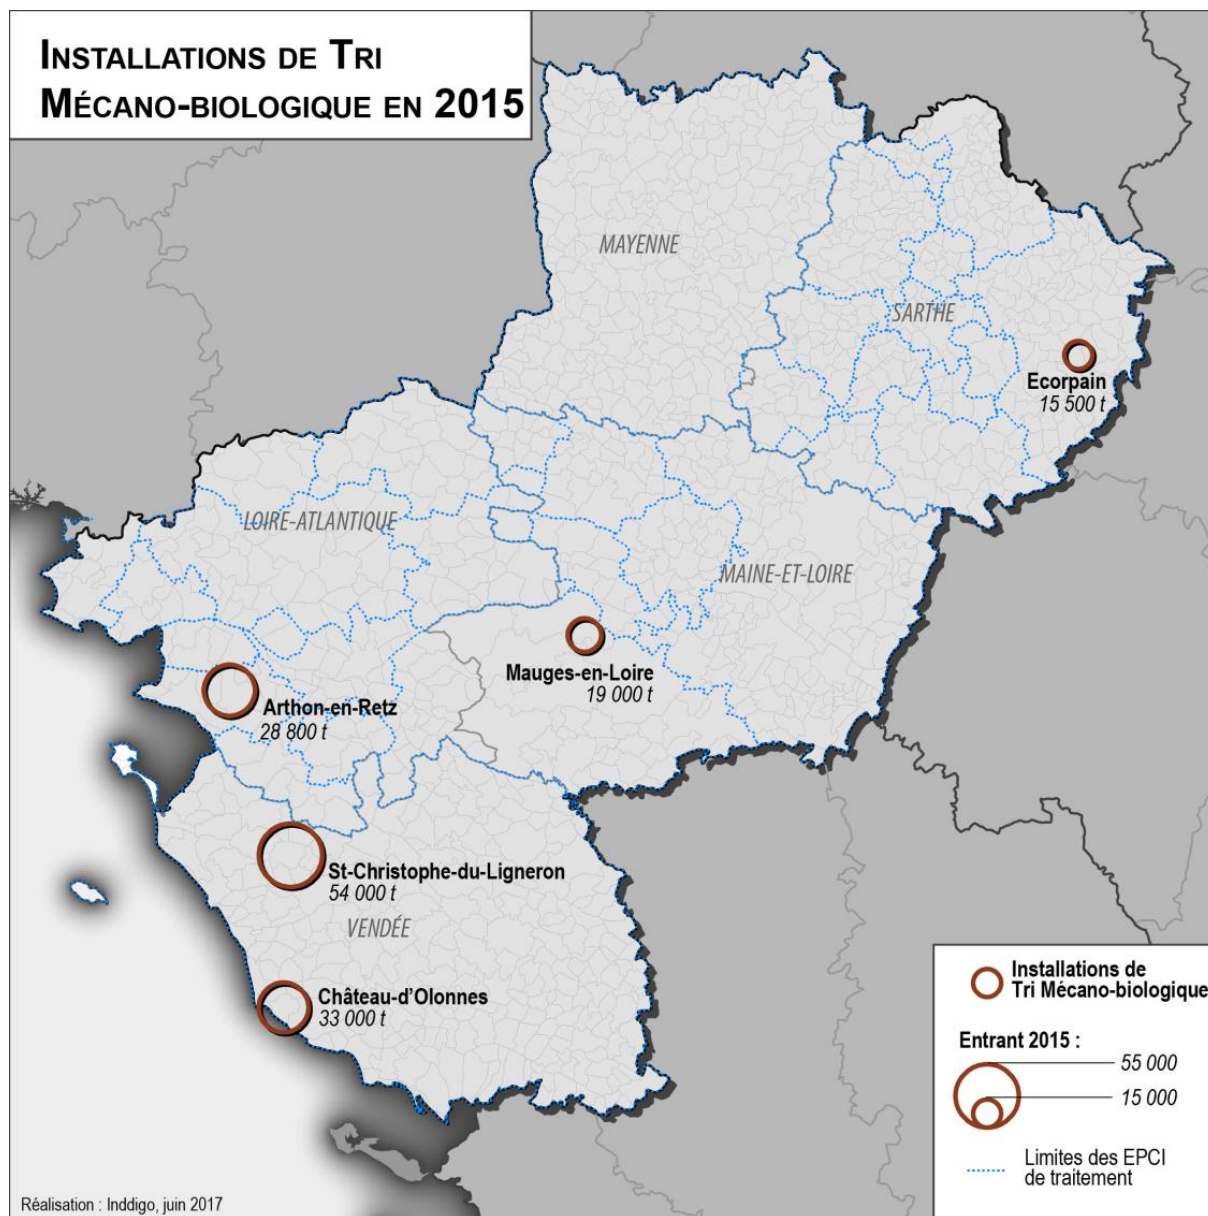 INSTALLATIONS DE TRI
MÉCANO-BIOLOGIQUE EN 2015
MAYENNE
SARTHE
Ecorpain
15 500 t
LOIRE-ATLANTIQUE
MAINE-ET-LOIRE
Mauges-en-Loire
19 000 t
Arthon-en-Retz
28 800 t
St-Christophe-du-Ligneron
54 000 t
VENDÉE
Château-d'Olonnes
33 000 t
Installations de
Tri Mécano-biologique
Entrant 2015 :
55 000
15 000
Limites des EPCI
de traitement
Réalisation : Inddigo, juin 2017